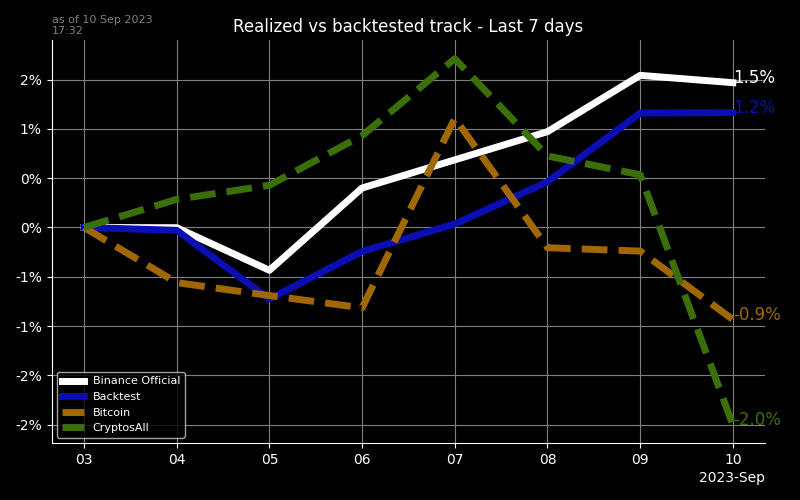 as of 10 Sep 2023
17:32
Realized vs backtested track - Last 7 days
2%
1%
0%
0%
-1%
-1%
-2%
-2%
1.5%
1.2%
-0.9%
-2.0%
Binance Official
Backtest
Bitcoin
CryptosAll
03 04 05 06 07 08 09 10
2023-Sep